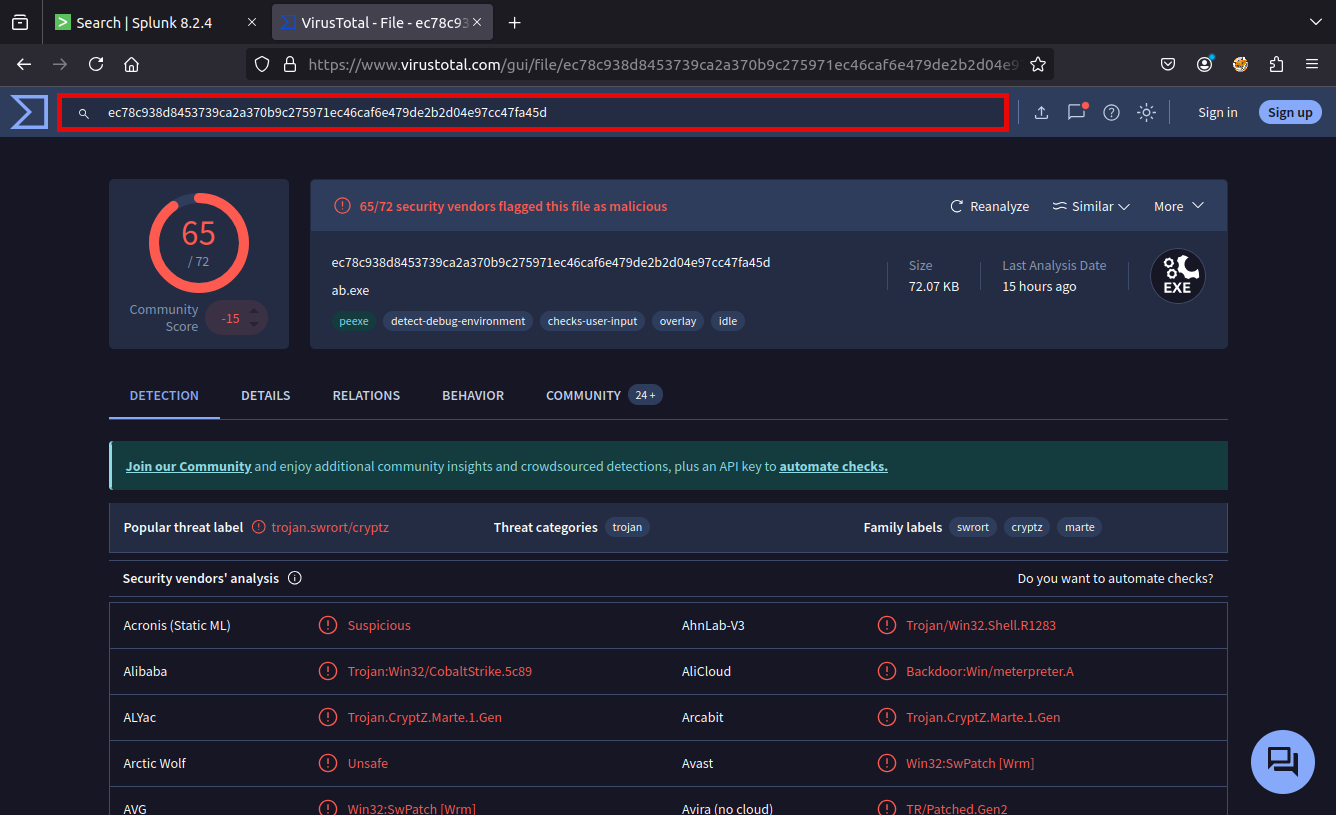 Search | Splunk 8.2.4
VirusTotal - File - ec78c93
https://www.virustotal.com/gui/file/ec78c938d8453739ca2a370b9c275971ec46caf6e479de2b2d04e9
ec78c938d8453739ca2a370b9c275971ec46caf6e479de2b2d04e97cc47fa45d
Sign in
Sign up
65
/ 72
Community
Score
-15
65/72 security vendors flagged this file as malicious
Reanalyze
Similar
More
ec78c938d8453739ca2a370b9c275971ec46caf6e479de2b2d04e97cc47fa45d
ab.exe
Size
72.07 KB
Last Analysis Date
15 hours ago
EXE
peexe
detect-debug-environment
checks-user-input
overlay
idle
DETECTION
DETAILS
RELATIONS
BEHAVIOR
COMMUNITY 24 +
Join our Community and enjoy additional community insights and crowdsourced detections, plus an API key to automate checks.
Popular threat label trojan.swrort/cryptz
Threat categories trojan
Family labels swrort cryptz marte
Security vendors' analysis
Do you want to automate checks?
Acronis (Static ML) Suspicious
AhnLab-V3 Trojan/Win32.Shell.R1283
Alibaba Trojan:Win32/CobaltStrike.5c89
AliCloud Backdoor:Win/meterpreter.A
ALYac Trojan.CryptZ.Marte.1.Gen
Arcabit Trojan.CryptZ.Marte.1.Gen
Arctic Wolf Unsafe
Avast Win32:SwPatch [Wrm]
AVG Win32:SwPatch [Wrm]
Avira (no cloud) TR/Patched.Gen2